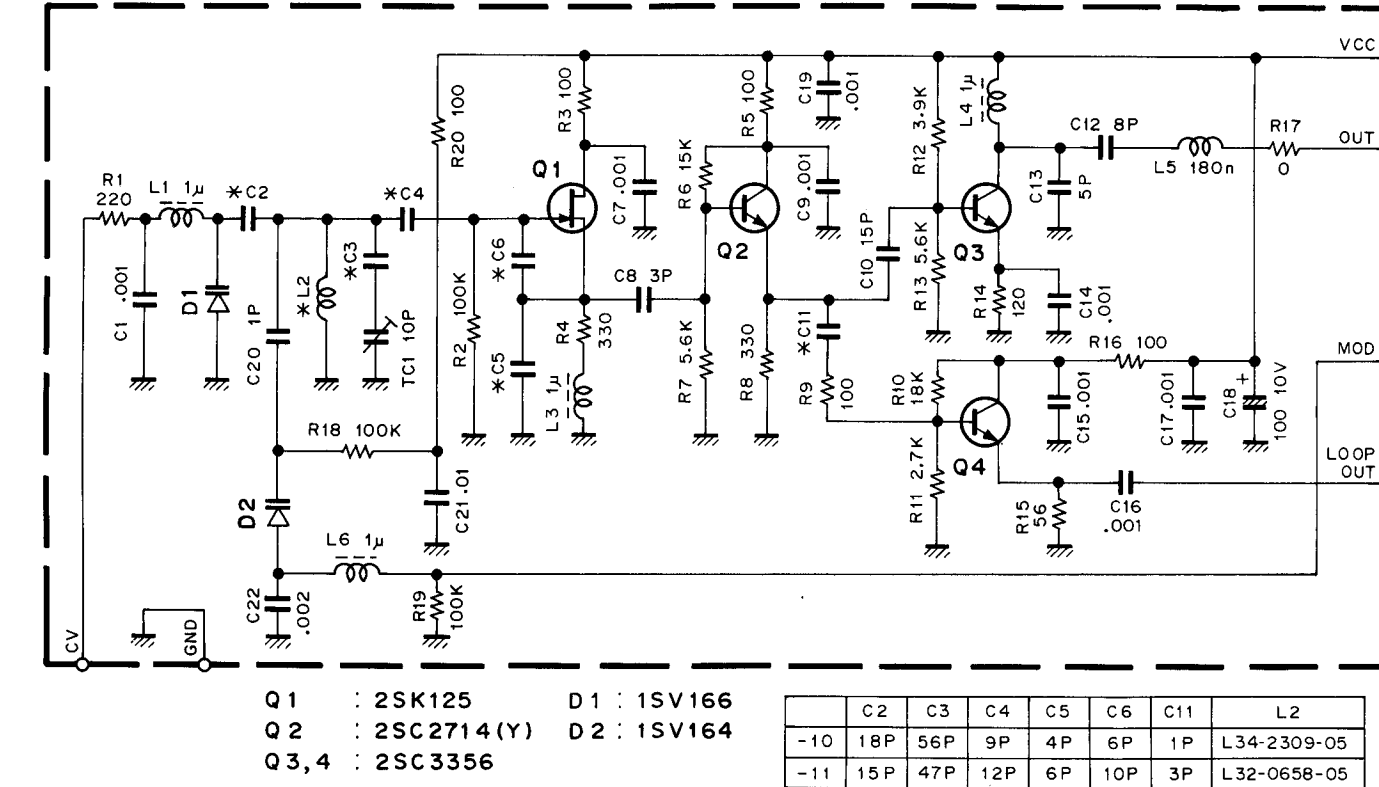 VCC
R20 100
R3 100
R5 100
C19 .001
R12 3.9K
L4 1µ
C12 8P
R17 0
OUT
L5 180n
C13 5P
R1 220
L1 1µ
*C2
*C4
Q1
C7 .001
R6 15K
Q2
C9 .001
C10 15P
R13 5.6K
Q3
R14 120
C14 .001
C1 .001
D1
C20 1P
*L2
*C3
TC1 10P
R2 100K
*C6
*C5
C8 3P
R4 330
L3 1µ
R7 5.6K
R8 330
*C11
R9 100
R10 18K
R16 100
MOD
C15 .001
C17 .001
C18 + 100 10V
R18 100K
C21 .01
Q4
R11 2.7K
R15 56
C16 .001
LOOP
OUT
D2
L6 1µ
C22 .002
R19 100K
CV
GND
Q1 : 2SK125 D1 : 1SV166
Q2 : 2SC2714(Y) D2 : 1SV164
Q3,4 : 2SC3356
C2 C3 C4 C5 C6 C11 L2
-10 18P 56P 9P 4P 6P 1P L34-2309-05
-11 15P 47P 12P 6P 10P 3P L32-0658-05